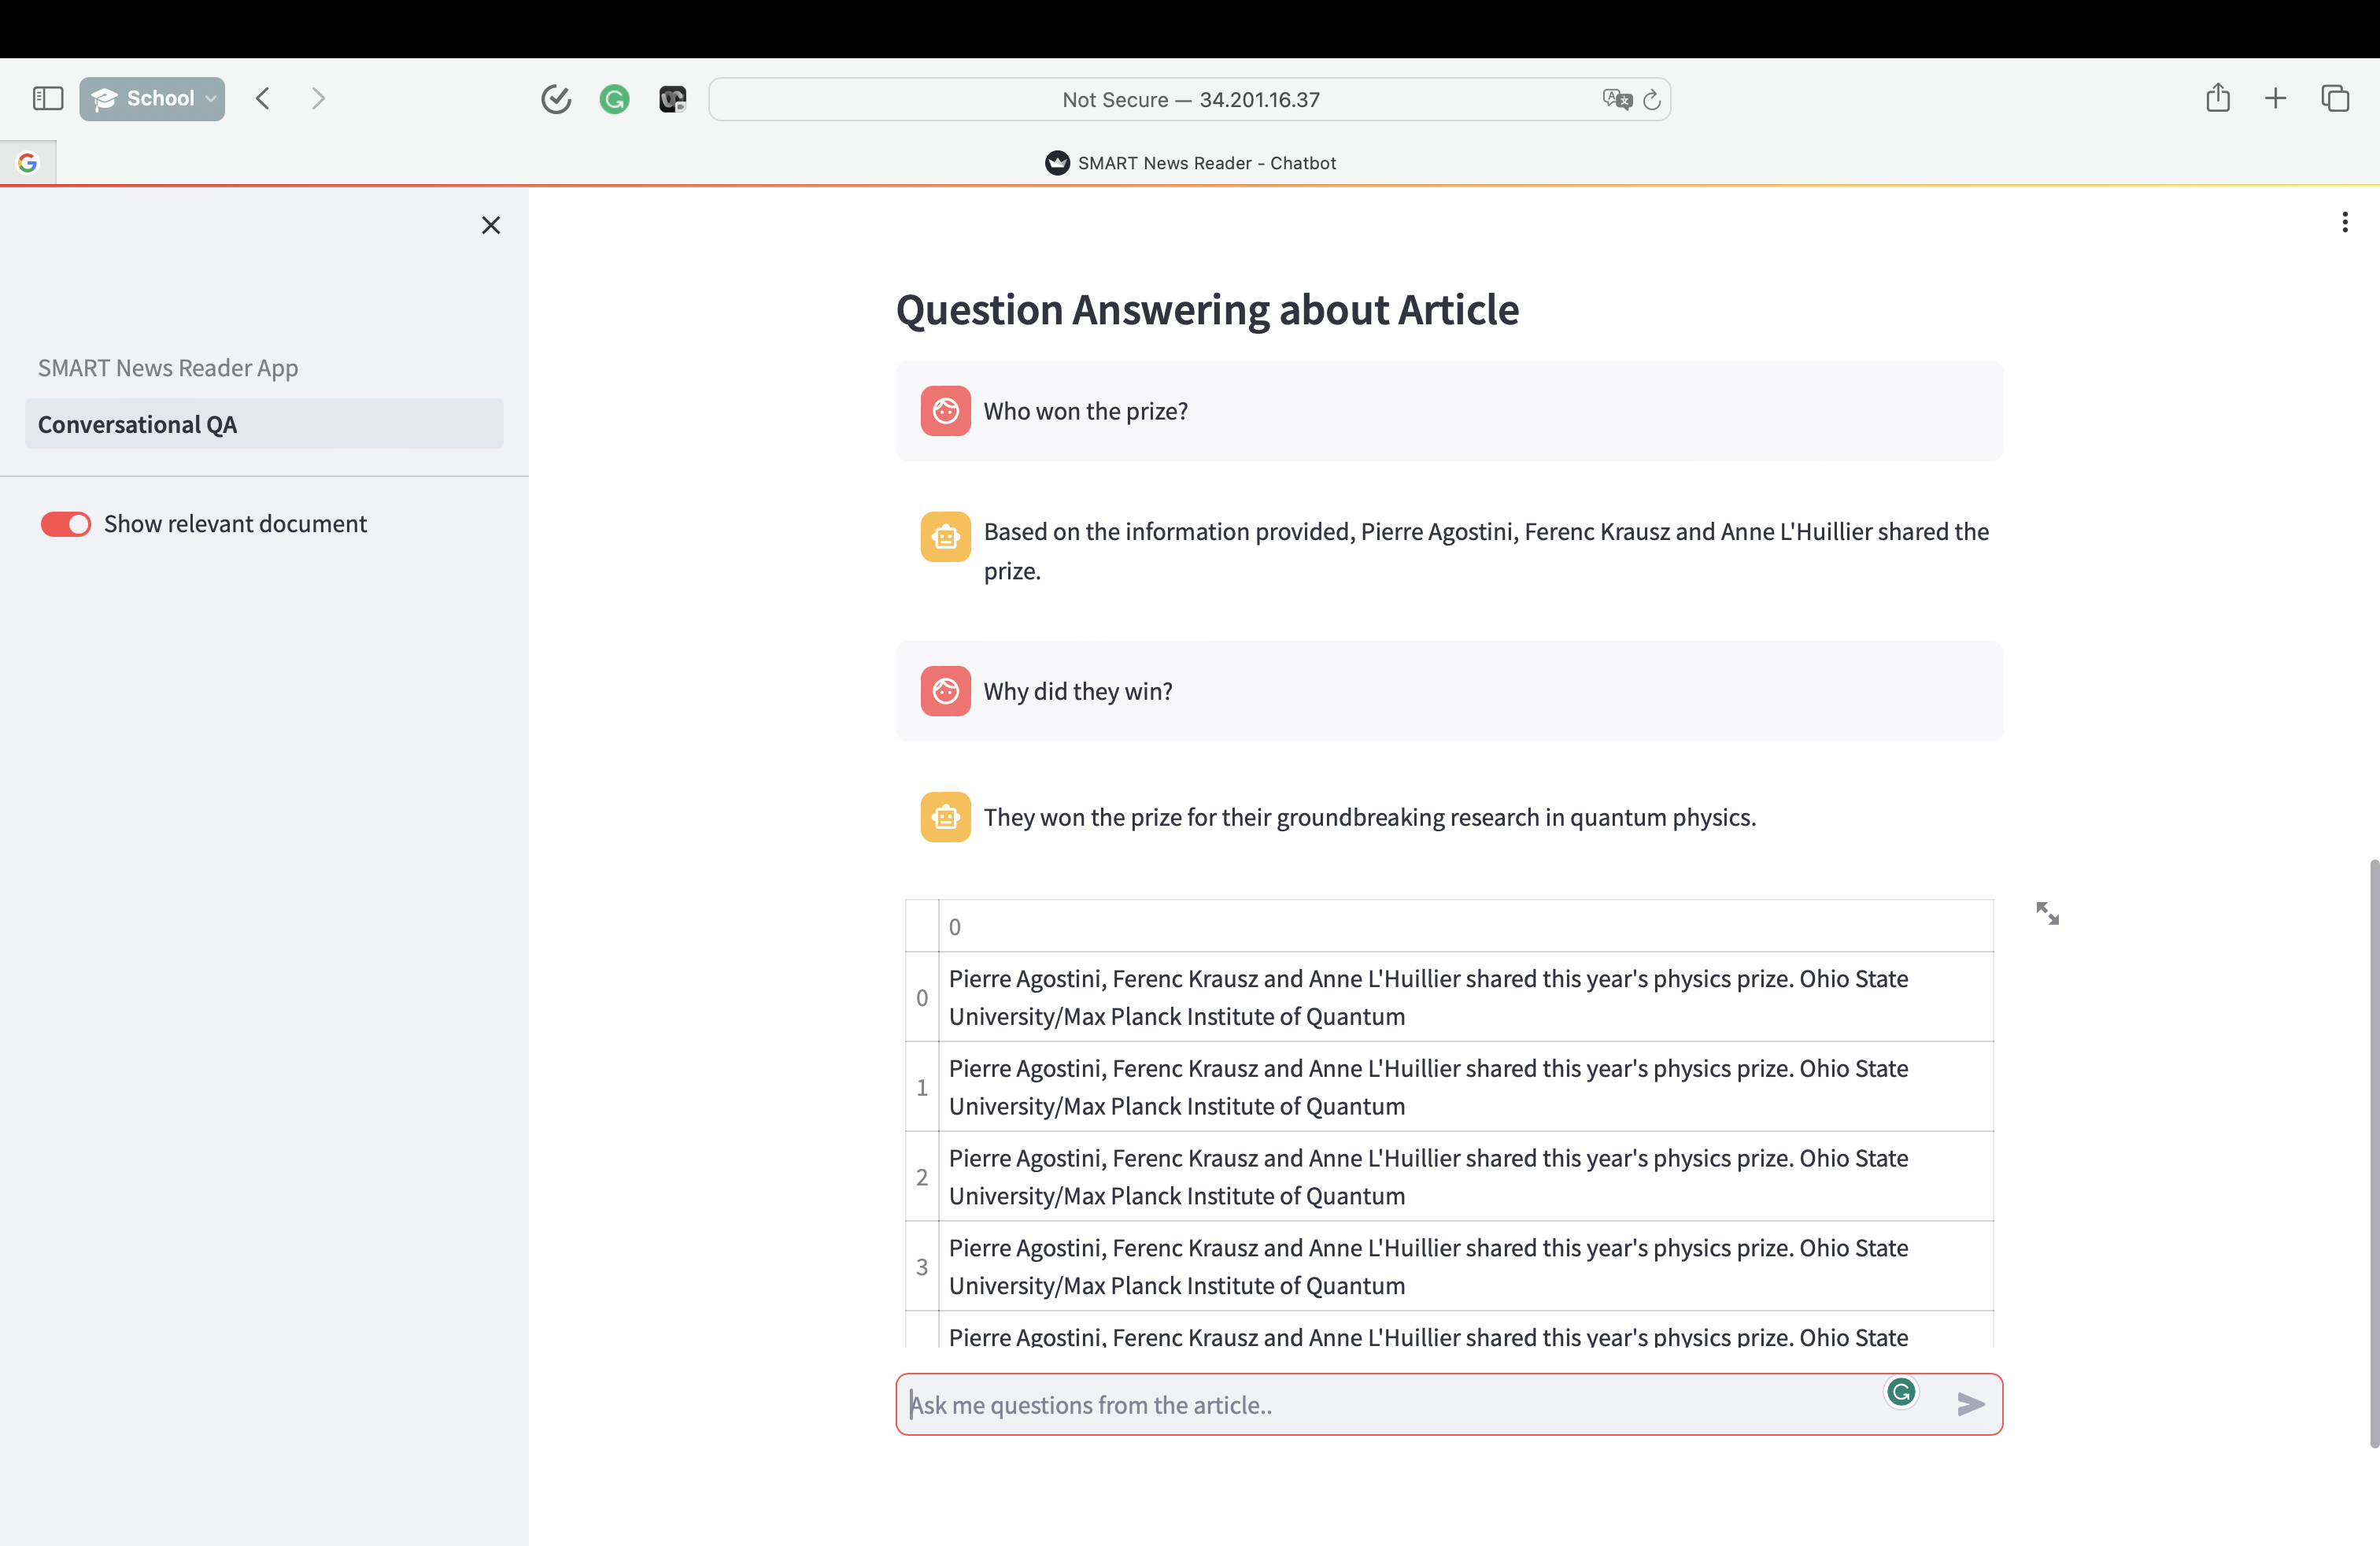 School
Not Secure — 34.201.16.37
SMART News Reader - Chatbot
SMART News Reader App
Conversational QA
Show relevant document
Question Answering about Article
Who won the prize?
Based on the information provided, Pierre Agostini, Ferenc Krausz and Anne L'Huillier shared the
prize.
Why did they win?
They won the prize for their groundbreaking research in quantum physics.
0
0
Pierre Agostini, Ferenc Krausz and Anne L'Huillier shared this year's physics prize. Ohio State
University/Max Planck Institute of Quantum
1
Pierre Agostini, Ferenc Krausz and Anne L'Huillier shared this year's physics prize. Ohio State
University/Max Planck Institute of Quantum
2
Pierre Agostini, Ferenc Krausz and Anne L'Huillier shared this year's physics prize. Ohio State
University/Max Planck Institute of Quantum
3
Pierre Agostini, Ferenc Krausz and Anne L'Huillier shared this year's physics prize. Ohio State
University/Max Planck Institute of Quantum
Pierre Agostini, Ferenc Krausz and Anne L'Huillier shared this year's physics prize. Ohio State
Ask me questions from the article..